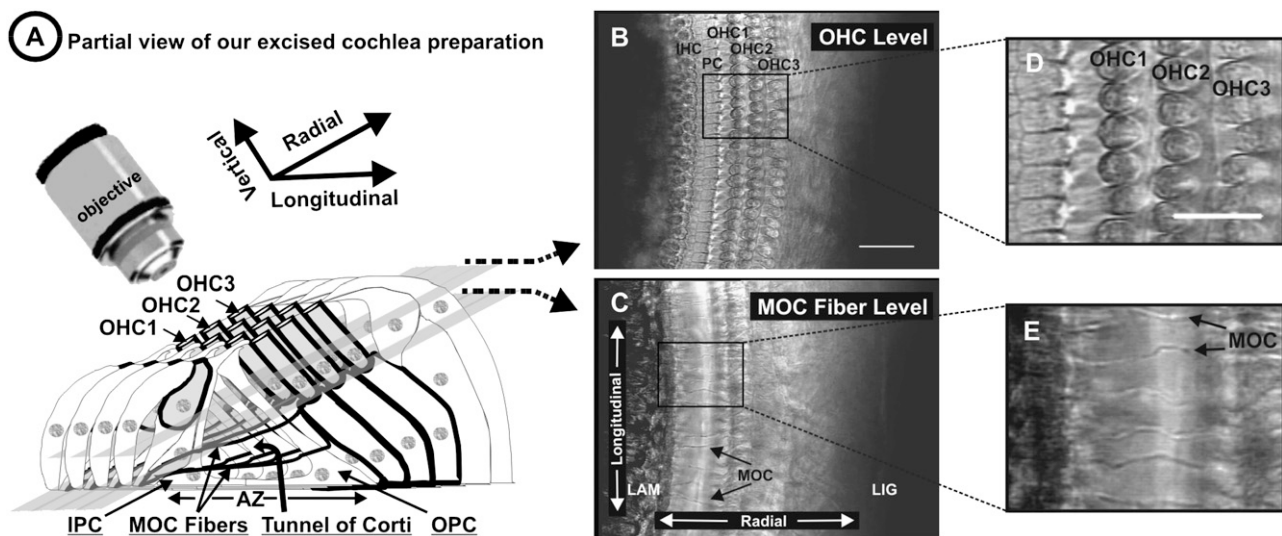 A Partial view of our excised cochlea preparation
objective
Vertical
Radial
Longitudinal
OHC3
OHC2
OHC1
IPC MOC Fibers Tunnel of Corti OPC
AZ
B
OHC Level
OHC1
IHC OHC2
PC OHC3
C
MOC Fiber Level
Longitudinal
MOC
LAM LIG
Radial
D OHC1
OHC2
OHC3
E
MOC